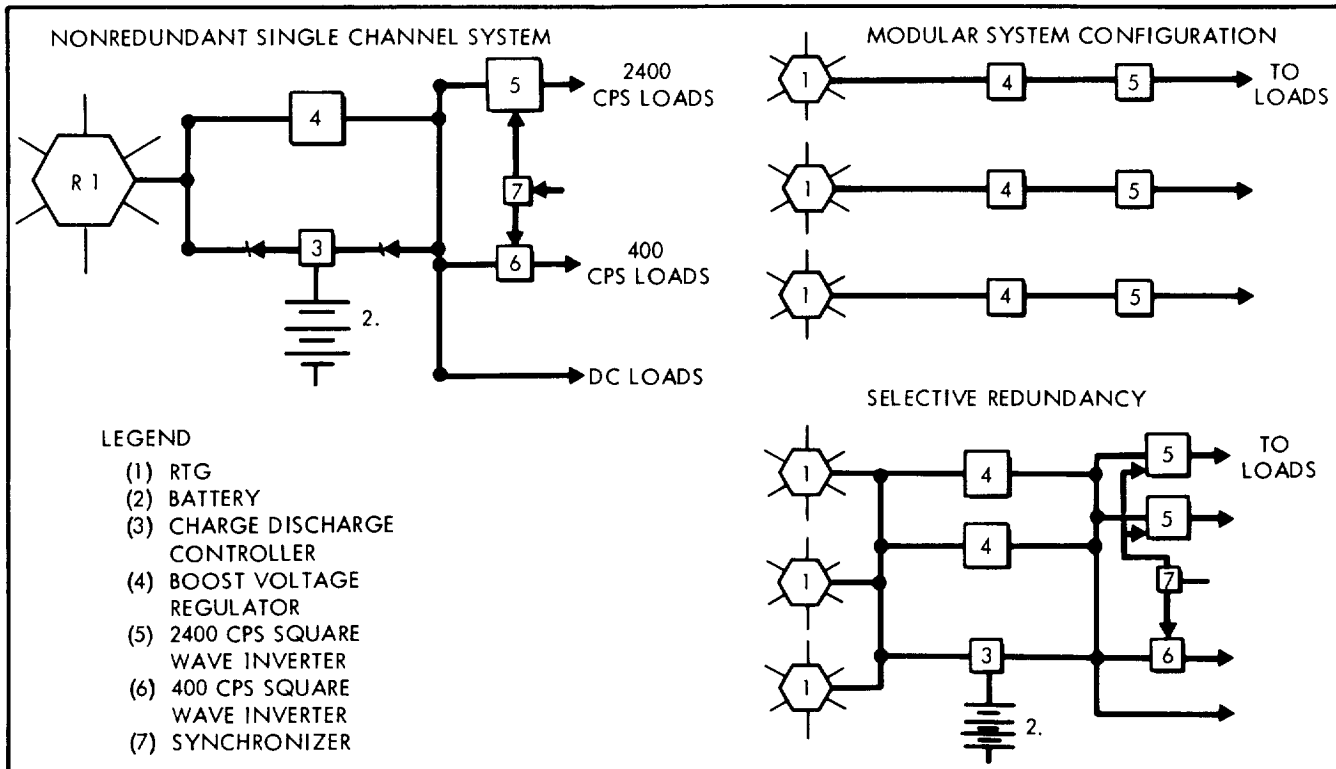 NONREDUNDANT SINGLE CHANNEL SYSTEM
R 1
4
3
2.
5
7
6
2400
CPS LOADS
400
CPS LOADS
DC LOADS
LEGEND
(1) RTG
(2) BATTERY
(3) CHARGE DISCHARGE
CONTROLLER
(4) BOOST VOLTAGE
REGULATOR
(5) 2400 CPS SQUARE
WAVE INVERTER
(6) 400 CPS SQUARE
WAVE INVERTER
(7) SYNCHRONIZER
MODULAR SYSTEM CONFIGURATION
1 4 5 TO
LOADS
1 4 5
1 4 5
SELECTIVE REDUNDANCY
1 4 5 TO
LOADS
4 5
1 7
1 3 6
2.